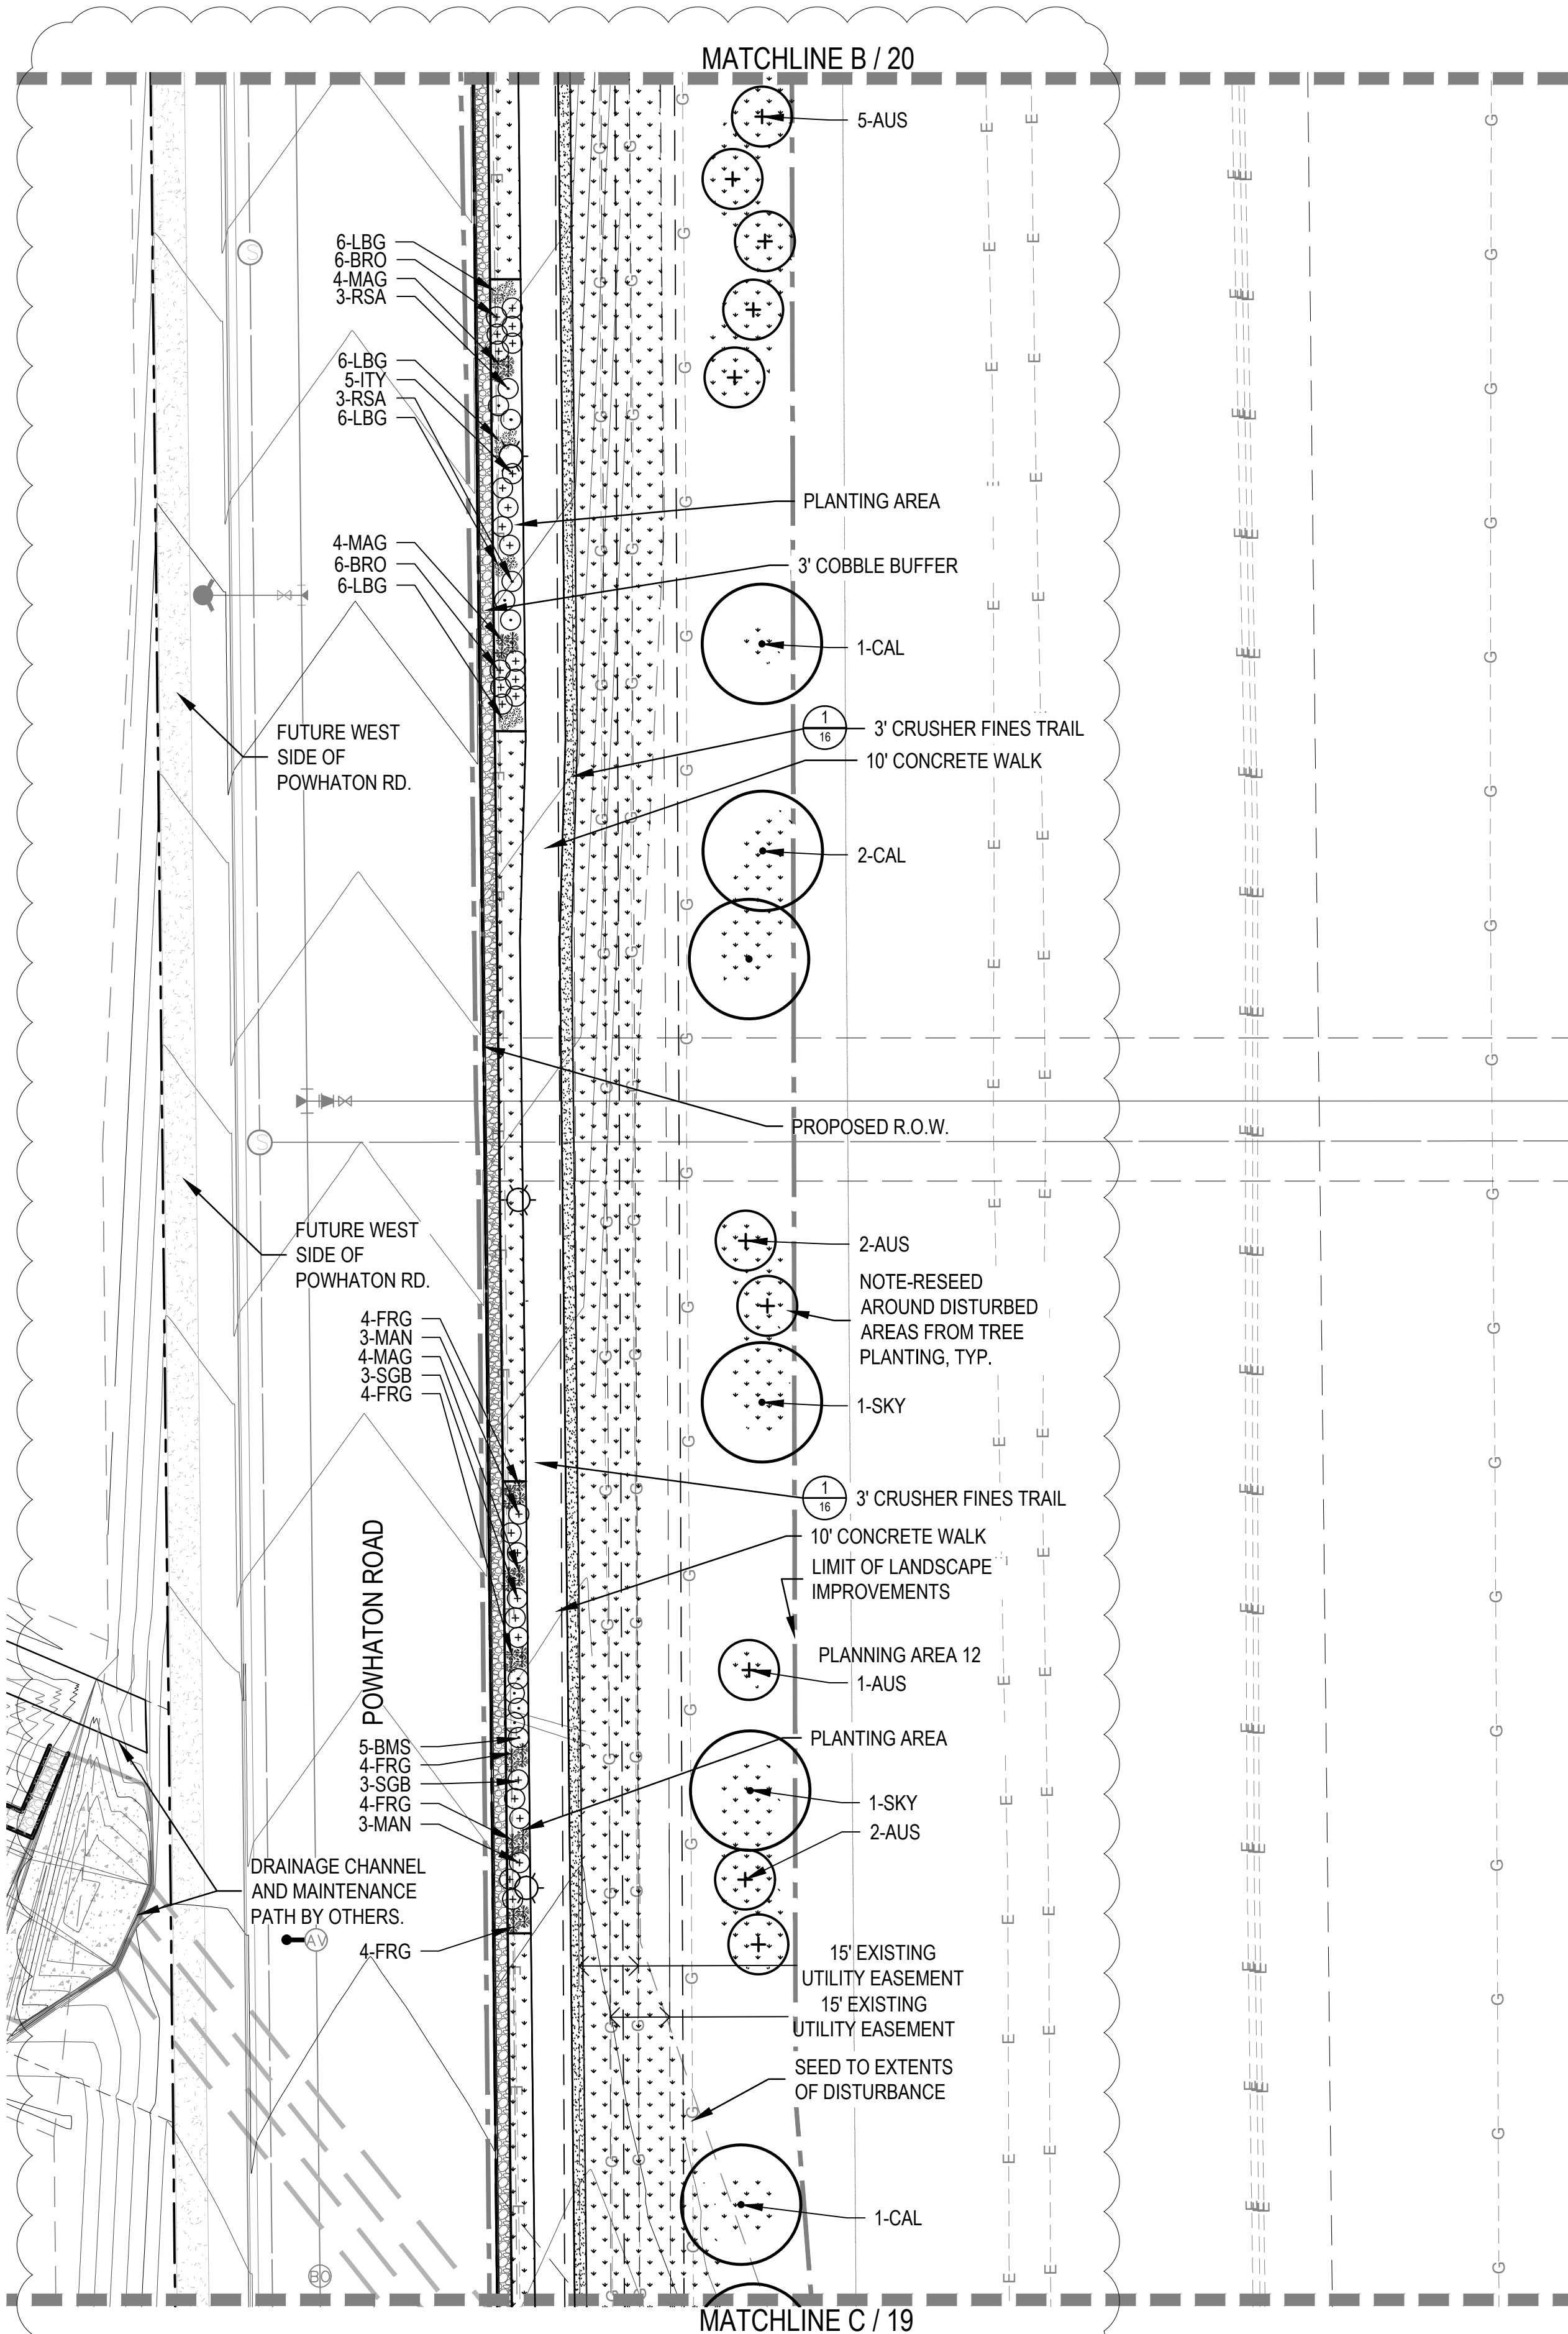 MATCHLINE B / 20
5-AUS
6-LBG
6-BRO
4-MAG
3-RSA
6-LBG
5-ITY
3-RSA
6-LBG
PLANTING AREA
4-MAG
6-BRO
6-LBG
3' COBBLE BUFFER
1-CAL
FUTURE WEST
SIDE OF
POWHATON RD.
1
16
3' CRUSHER FINES TRAIL
10' CONCRETE WALK
2-CAL
PROPOSED R.O.W.
FUTURE WEST
SIDE OF
POWHATON RD.
2-AUS
NOTE-RESEED
AROUND DISTURBED
AREAS FROM TREE
PLANTING, TYP.
4-FRG
3-MAN
4-MAG
3-SGB
4-FRG
1-SKY
1
16
3' CRUSHER FINES TRAIL
10' CONCRETE WALK
LIMIT OF LANDSCAPE
IMPROVEMENTS
POWHATON ROAD
PLANNING AREA 12
1-AUS
PLANTING AREA
5-BMS
4-FRG
3-SGB
4-FRG
3-MAN
1-SKY
2-AUS
DRAINAGE CHANNEL
AND MAINTENANCE
PATH BY OTHERS.
AV
4-FRG
15' EXISTING
UTILITY EASEMENT
15' EXISTING
UTILITY EASEMENT
SEED TO EXTENTS
OF DISTURBANCE
1-CAL
BO
MATCHLINE C / 19